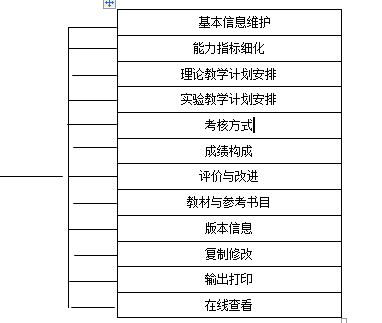 基本信息维护
能力指标细化
理论教学计划安排
实验教学计划安排
考核方式
成绩构成
评价与改进
教材与参考书目
版本信息
复制修改
输出打印
在线查看